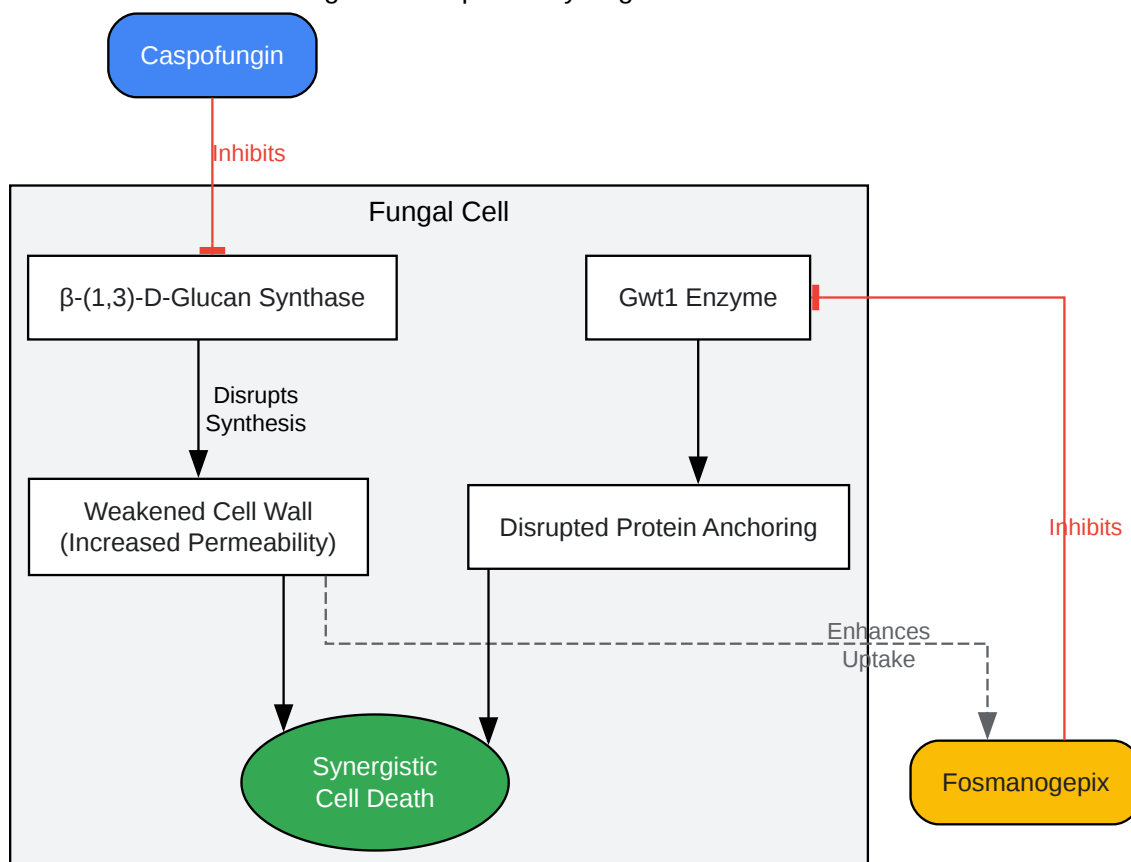 Caspofungin
Inhibits
Fungal Cell
β-(1,3)-D-Glucan Synthase
Gwt1 Enzyme
Disrupts
Synthesis
Weakened Cell Wall
(Increased Permeability)
Disrupted Protein Anchoring
Inhibits
Enhances
Uptake
Synergistic
Cell Death
Fosmanogepix